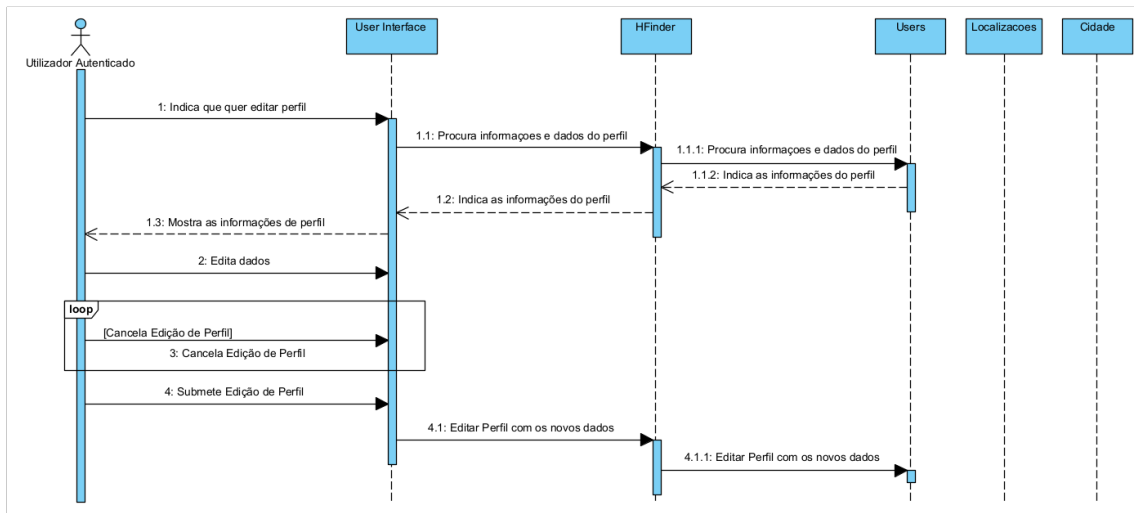 User Interface
HFinder
Users
Localizacoes
Cidade
Utilizador Autenticado
1: Indica que quer editar perfil
1.1: Procura informaçoes e dados do perfil
1.1.1: Procura informaçoes e dados do perfil
1.1.2: Indica as informações do perfil
1.2: Indica as informações do perfil
1.3: Mostra as informações de perfil
2: Edita dados
loop
[Cancela Edição de Perfil]
3: Cancela Edição de Perfil
4: Submete Edição de Perfil
4.1: Editar Perfil com os novos dados
4.1.1: Editar Perfil com os novos dados